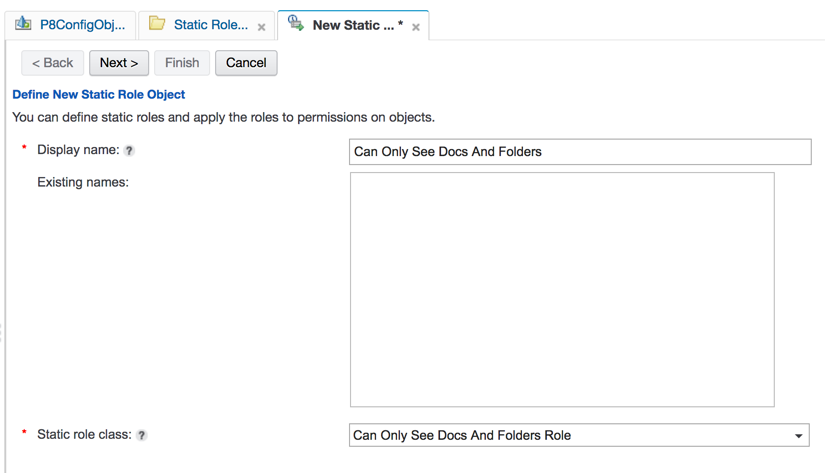 P8ConfigObj... Static Role... New Static ... *
< Back Next > Finish Cancel
Define New Static Role Object
You can define static roles and apply the roles to permissions on objects.
* Display name: ? Can Only See Docs And Folders
Existing names:
* Static role class: ? Can Only See Docs And Folders Role